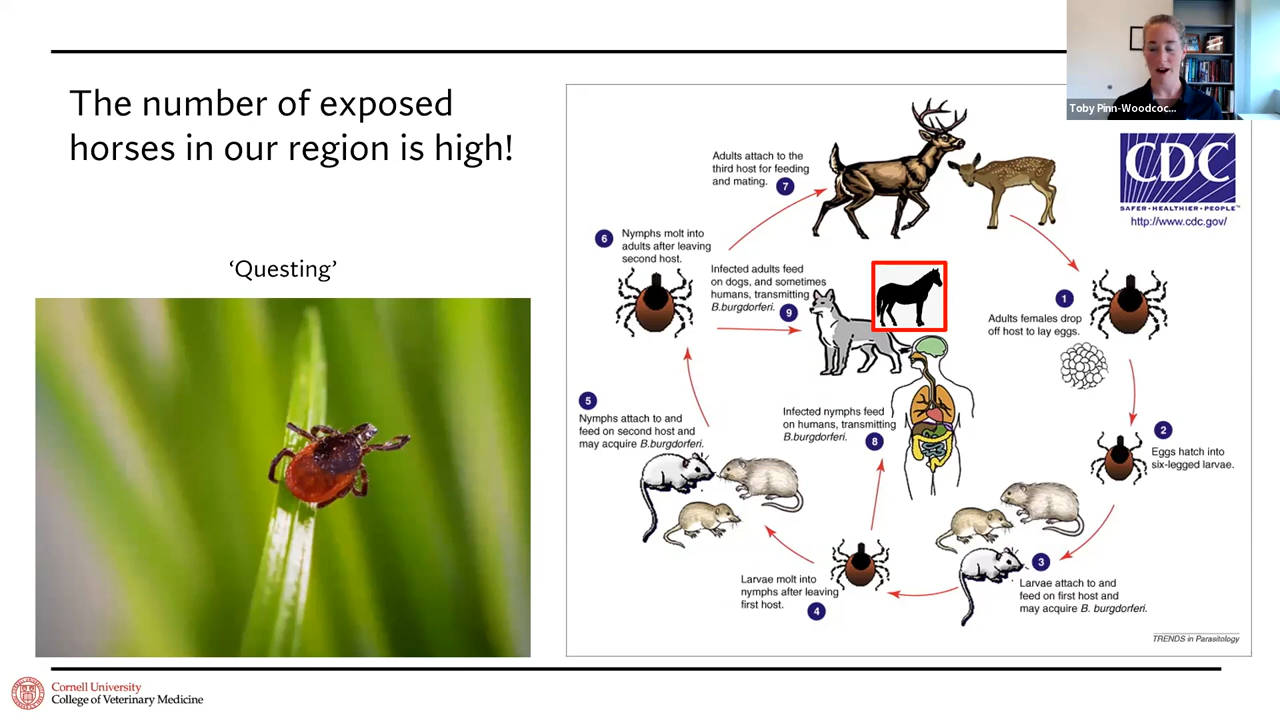 The number of exposed
horses in our region is high!
‘Questing’
Toby Pinn-Woodcoc...
CDC
SAFER•HEALTHIER•PEOPLE™
http://www.cdc.gov/
Adults attach to the
third host for feeding
and mating. 7
6 Nymphs molt into
adults after leaving
second host.
Infected adults feed
on dogs, and sometimes
humans, transmitting
B.burgdorferi. 9
1
Adults females drop
off host to lay eggs.
2
Eggs hatch into
six-legged larvae.
5
Nymphs attach to and
feed on second host and
may acquire B.burgdorferi.
Infected nymphs feed
on humans, transmitting
B.burgdorferi. 8
3
Larvae attach to and
feed on first host and
may acquire B. burgdorferi.
Larvae molt into
nymphs after leaving
first host. 4
TRENDS in Parasitology
Cornell University
College of Veterinary Medicine